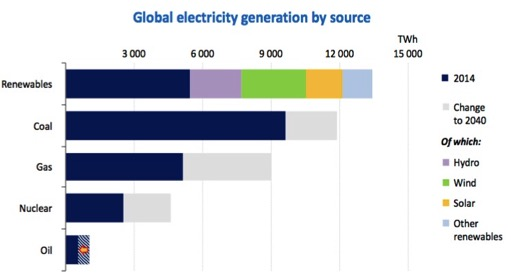 Global electricity generation by source
TWh
3 000 6 000 9 000 12 000 15 000
Renewables
Coal
Gas
Nuclear
Oil
2014
Change
to 2040
Of which:
Hydro
Wind
Solar
Other
renewables